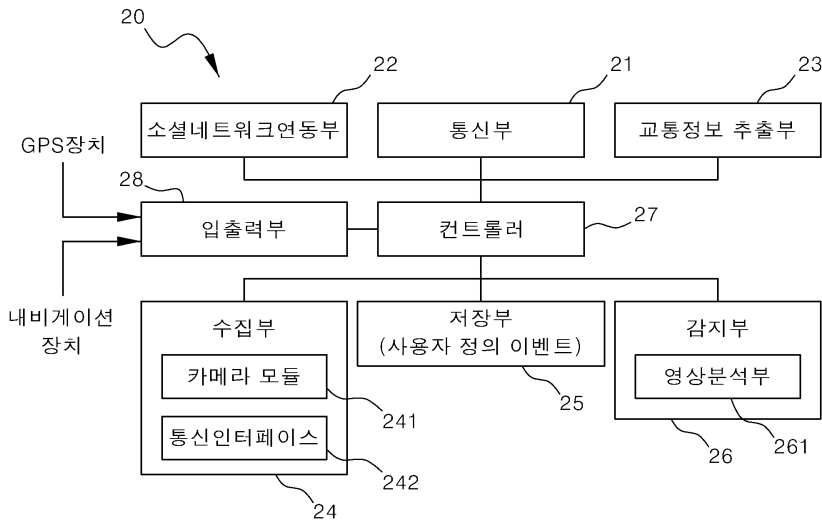 20
22
21
23
소셜네트워크연동부
통신부
교통정보 추출부
GPS장치
28
입출력부
컨트롤러
27
내비게이션
장치
수집부
카메라 모듈
241
통신인터페이스
242
24
저장부
(사용자 정의 이벤트)
25
감지부
영상분석부
261
26